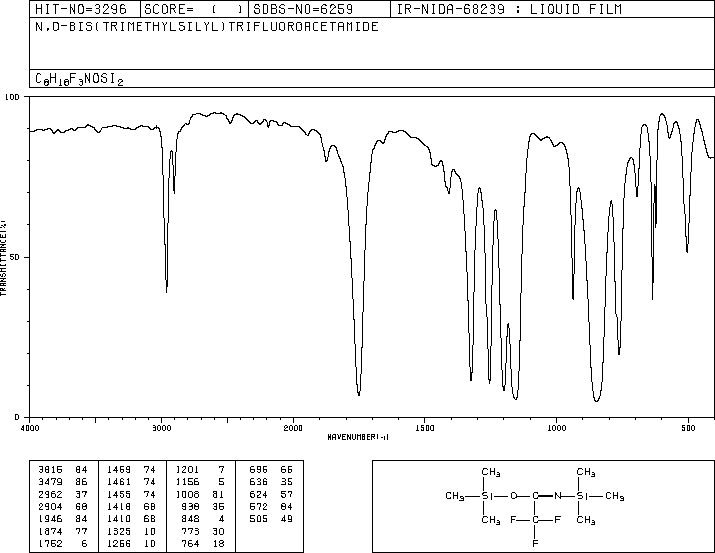 HIT-NO=3296 SCORE= ( ) SDBS-NO=6259 IR-NIDA-68239 : LIQUID FILM
N,O-BIS(TRIMETHYLSILYL)TRIFLUOROACETAMIDE
C8H18F3NOSI2
100
50
0
TRANSMITTANCE(%)
4000 3000 2000 1500 1000 500
WAVENUMBER(-1)
3815 84 1469 74 1201 7 696 66
3479 86 1461 74 1156 5 636 35
2962 37 1455 74 1008 81 624 57
2904 68 1418 68 938 35 572 84
1946 84 1410 66 848 4 505 49
1874 77 1325 10 773 30
1752 6 1256 10 764 18
CH3 CH3
CH3 Si O C N Si CH3
CH3 F C F CH3
F